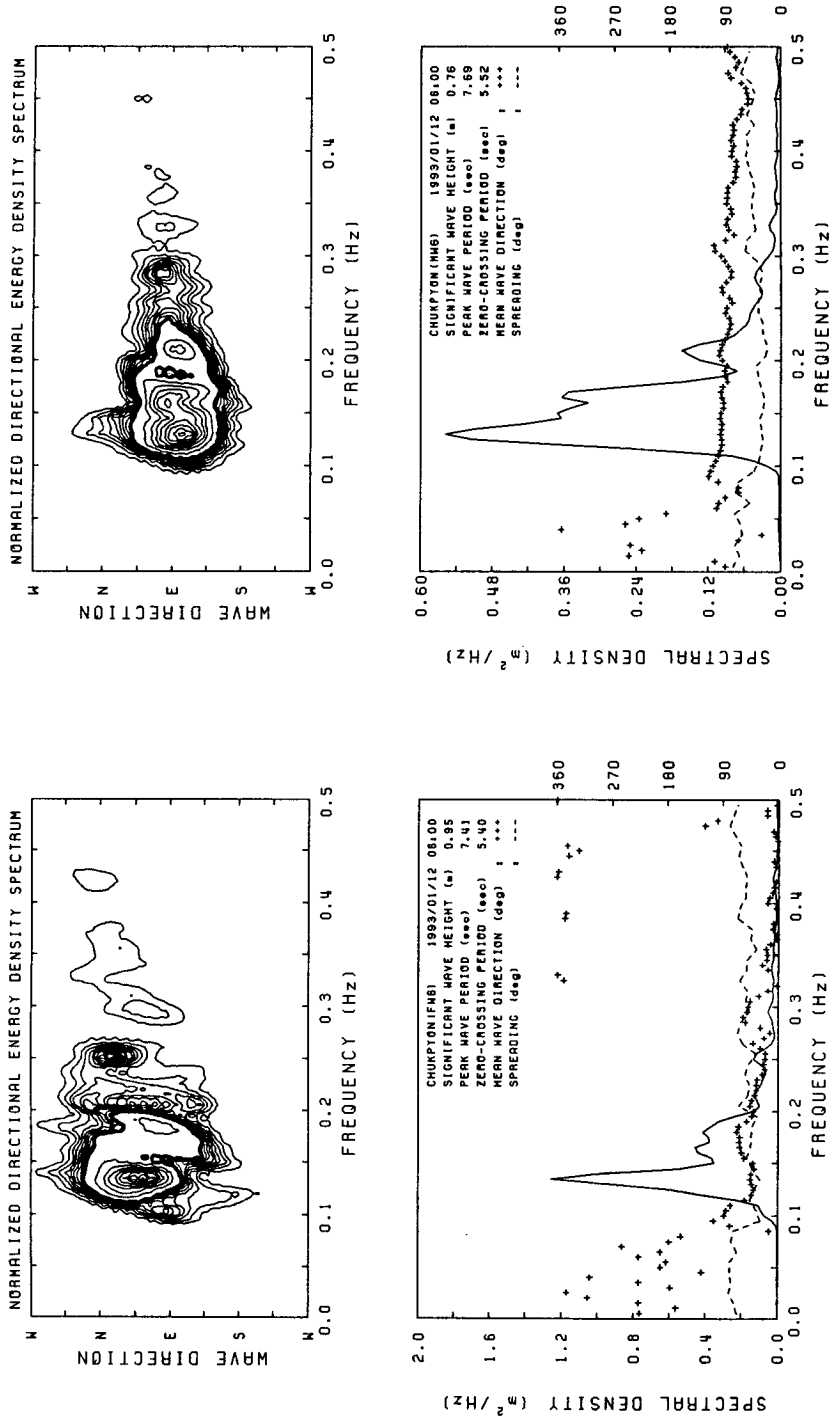 NORMALIZED DIRECTIONAL ENERGY DENSITY SPECTRUM
WAVE DIRECTION
W
N
E
S
W
0.0 0.1 0.2 0.3 0.4 0.5
FREQUENCY (Hz)
CHUKPYON(FW6) 1993/01/12 06:00
SIGNIFICANT WAVE HEIGHT (m) 0.95
PEAK WAVE PERIOD (sec) 7.41
ZERO-CROSSING PERIOD (sec) 5.40
MEAN WAVE DIRECTION (deg) : +++
SPREADING (deg) : ---
SPECTRAL DENSITY (m²/Hz)
2.0
1.6
1.2
0.8
0.4
0.0
360
270
180
90
0
0.0 0.1 0.2 0.3 0.4 0.5
FREQUENCY (Hz)
NORMALIZED DIRECTIONAL ENERGY DENSITY SPECTRUM
WAVE DIRECTION
W
N
E
S
W
0.0 0.1 0.2 0.3 0.4 0.5
FREQUENCY (Hz)
CHUKPYON(MW6) 1993/01/12 06:00
SIGNIFICANT WAVE HEIGHT (m) 0.76
PEAK WAVE PERIOD (sec) 7.69
ZERO-CROSSING PERIOD (sec) 5.52
MEAN WAVE DIRECTION (deg) : +++
SPREADING (deg) : ---
SPECTRAL DENSITY (m²/Hz)
0.60
0.48
0.36
0.24
0.12
0.00
360
270
180
90
0
0.0 0.1 0.2 0.3 0.4 0.5
FREQUENCY (Hz)